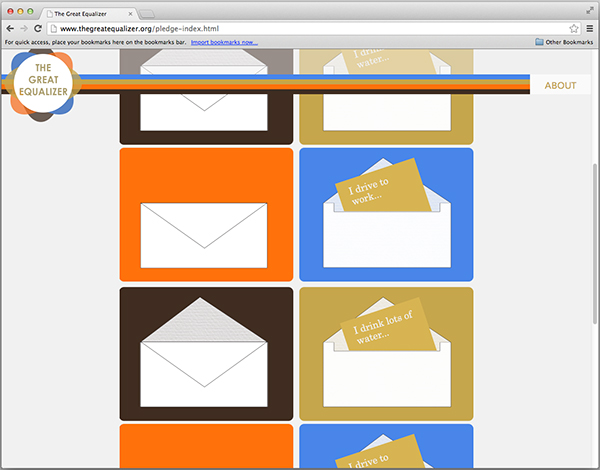 The Great Equalizer
www.thegreatequalizer.org/pledge-index.html
For quick access, place your bookmarks here on the bookmarks bar. Import bookmarks now...
Other Bookmarks
THE
GREAT
EQUALIZER
ABOUT
I drink lots of
water...
I drive to
work...
I drink lots of
water...
I drive to